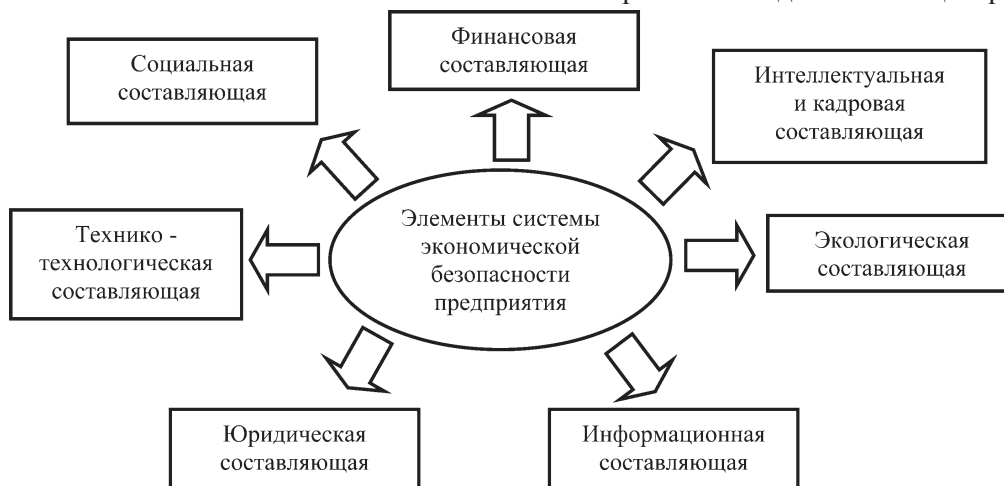 Финансовая
составляющая
Социальная
составляющая
Интеллектуальная
и кадровая
составляющая
Элементы системы
экономической
безопасности
предприятия
Технико -
технологическая
составляющая
Экологическая
составляющая
Юридическая
составляющая
Информационная
составляющая